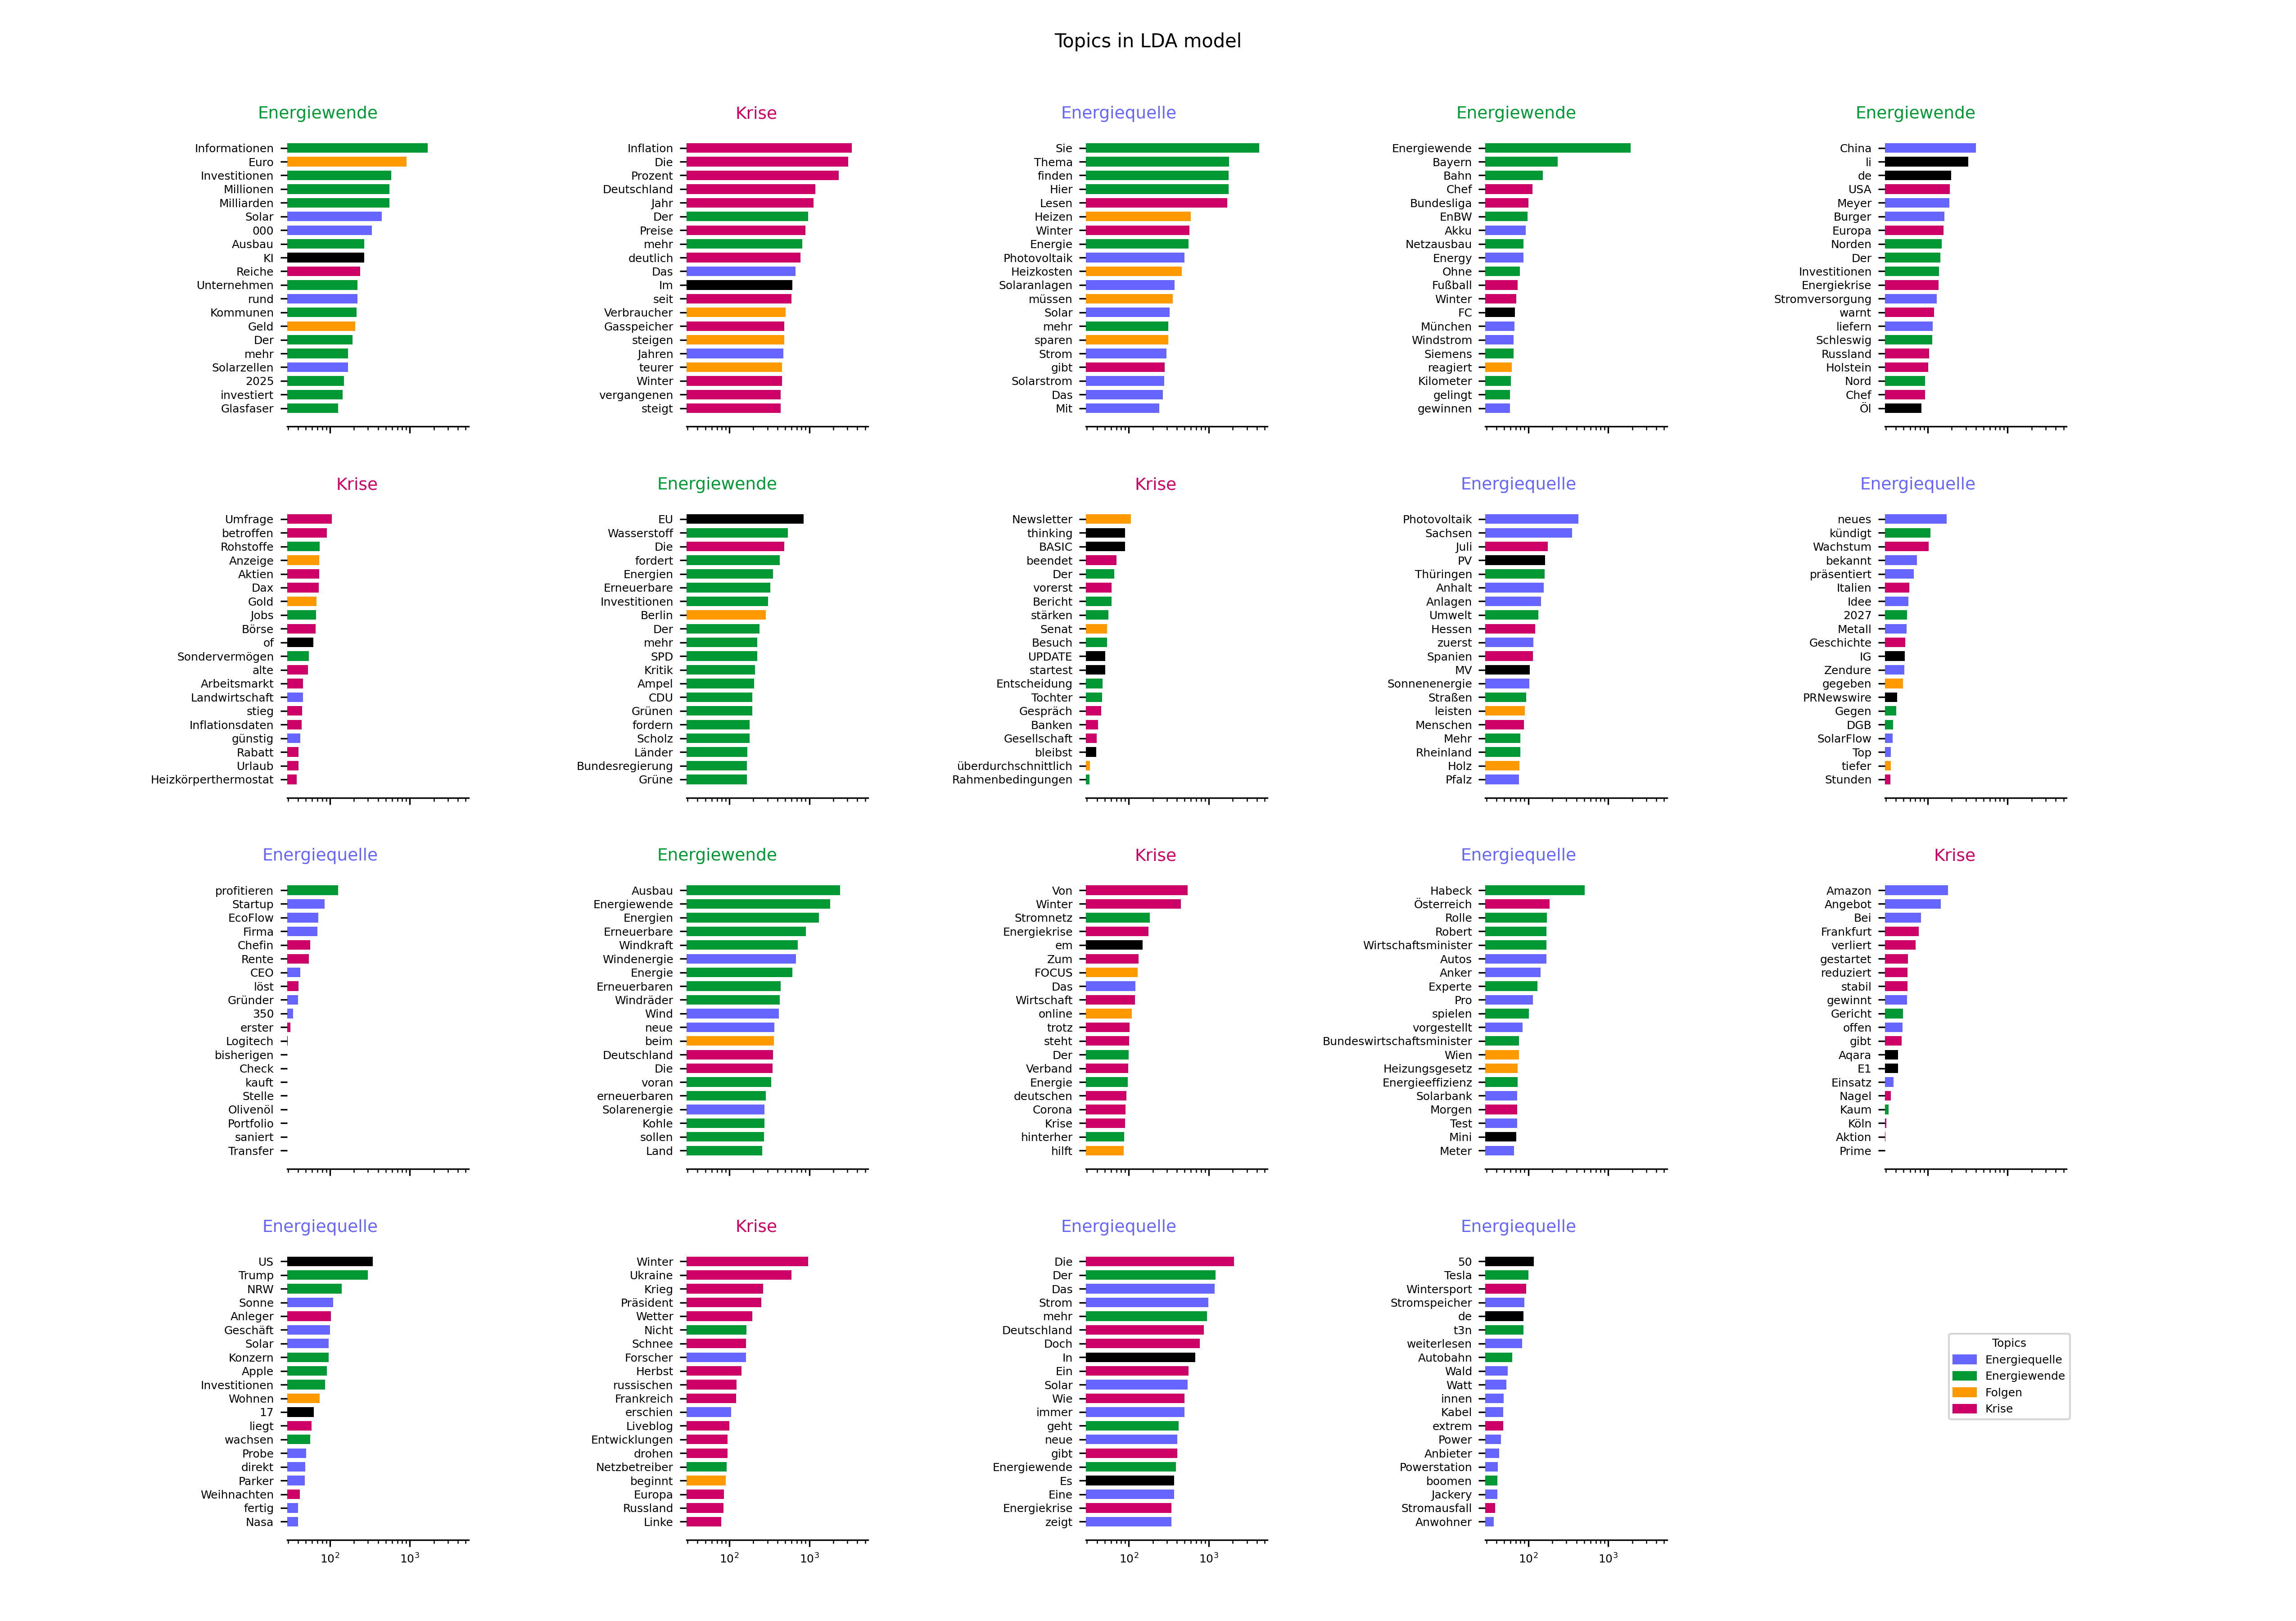 Topics in LDA model
Energiewende
Informationen
Euro
Investitionen
Millionen
Milliarden
Solar
000
Ausbau
KI
Reiche
Unternehmen
rund
Kommunen
Geld
Der
mehr
Solarzellen
2025
investiert
Glasfaser
Krise
Inflation
Die
Prozent
Deutschland
Jahr
Der
Preise
mehr
deutlich
Das
Im
seit
Verbraucher
Gasspeicher
steigen
Jahren
teurer
Winter
vergangenen
steigt
Energiequelle
Sie
Thema
finden
Hier
Lesen
Heizen
Winter
Energie
Photovoltaik
Heizkosten
Solaranlagen
müssen
Solar
mehr
sparen
Strom
gibt
Solarstrom
Das
Mit
Energiewende
Energiewende
Bayern
Bahn
Chef
Bundesliga
EnBW
Akku
Netzausbau
Energy
Ohne
Fußball
Winter
FC
München
Windstrom
Siemens
reagiert
Kilometer
gelingt
gewinnen
Energiewende
China
li
de
USA
Meyer
Burger
Europa
Norden
Der
Investitionen
Energiekrise
Stromversorgung
warnt
liefern
Schleswig
Russland
Holstein
Nord
Chef
Öl
Krise
Umfrage
betroffen
Rohstoffe
Anzeige
Aktien
Dax
Gold
Jobs
Börse
of
Sondervermögen
alte
Arbeitsmarkt
Landwirtschaft
stieg
Inflationsdaten
günstig
Rabatt
Urlaub
Heizkörperthermostat
Energiewende
EU
Wasserstoff
Die
fordert
Energien
Erneuerbare
Investitionen
Berlin
Der
mehr
SPD
Kritik
Ampel
CDU
Grünen
fordern
Scholz
Länder
Bundesregierung
Grüne
Krise
Newsletter
thinking
BASIC
beendet
Der
vorerst
Bericht
stärken
Senat
Besuch
UPDATE
startest
Entscheidung
Tochter
Gespräch
Banken
Gesellschaft
bleibst
überdurchschnittlich
Rahmenbedingungen
Energiequelle
Photovoltaik
Sachsen
Juli
PV
Thüringen
Anhalt
Anlagen
Umwelt
Hessen
zuerst
Spanien
MV
Sonnenenergie
Straßen
leisten
Menschen
Mehr
Rheinland
Holz
Pfalz
Energiequelle
neues
kündigt
Wachstum
bekannt
präsentiert
Italien
Idee
2027
Metall
Geschichte
IG
Zendure
gegeben
PRNewswire
Gegen
DGB
SolarFlow
Top
tiefer
Stunden
Energiequelle
profitieren
Startup
EcoFlow
Firma
Chefin
Rente
CEO
löst
Gründer
350
erster
Logitech
bisherigen
Check
kauft
Stelle
Olivenöl
Portfolio
saniert
Transfer
Energiewende
Ausbau
Energiewende
Energien
Erneuerbare
Windkraft
Windenergie
Energie
Erneuerbaren
Windräder
Wind
neue
beim
Deutschland
Die
voran
erneuerbaren
Solarenergie
Kohle
sollen
Land
Krise
Von
Winter
Stromnetz
Energiekrise
em
Zum
FOCUS
Das
Wirtschaft
online
trotz
steht
Der
Verband
Energie
deutschen
Corona
Krise
hinterher
hilft
Energiequelle
Habeck
Österreich
Rolle
Robert
Wirtschaftsminister
Autos
Anker
Experte
Pro
spielen
vorgestellt
Bundeswirtschaftsminister
Wien
Heizungsgesetz
Energieeffizienz
Solarbank
Morgen
Test
Mini
Meter
Krise
Amazon
Angebot
Bei
Frankfurt
verliert
gestartet
reduziert
stabil
gewinnt
Gericht
offen
gibt
Aqara
E1
Einsatz
Nagel
Kaum
Köln
Aktion
Prime
Energiequelle
US
Trump
NRW
Sonne
Anleger
Geschäft
Solar
Konzern
Apple
Investitionen
Wohnen
17
liegt
wachsen
Probe
direkt
Parker
Weihnachten
fertig
Nasa
10² 10³
Krise
Winter
Ukraine
Krieg
Präsident
Wetter
Nicht
Schnee
Forscher
Herbst
russischen
Frankreich
erschien
Liveblog
Entwicklungen
drohen
Netzbetreiber
beginnt
Europa
Russland
Linke
10² 10³
Energiequelle
Die
Der
Das
Strom
mehr
Deutschland
Doch
In
Ein
Solar
Wie
immer
geht
neue
gibt
Energiewende
Es
Eine
Energiekrise
zeigt
10² 10³
Energiequelle
50
Tesla
Wintersport
Stromspeicher
de
t3n
weiterlesen
Autobahn
Wald
Watt
innen
Kabel
extrem
Power
Anbieter
Powerstation
boomen
Jackery
Stromausfall
Anwohner
10² 10³
Topics
Energiequelle
Energiewende
Folgen
Krise